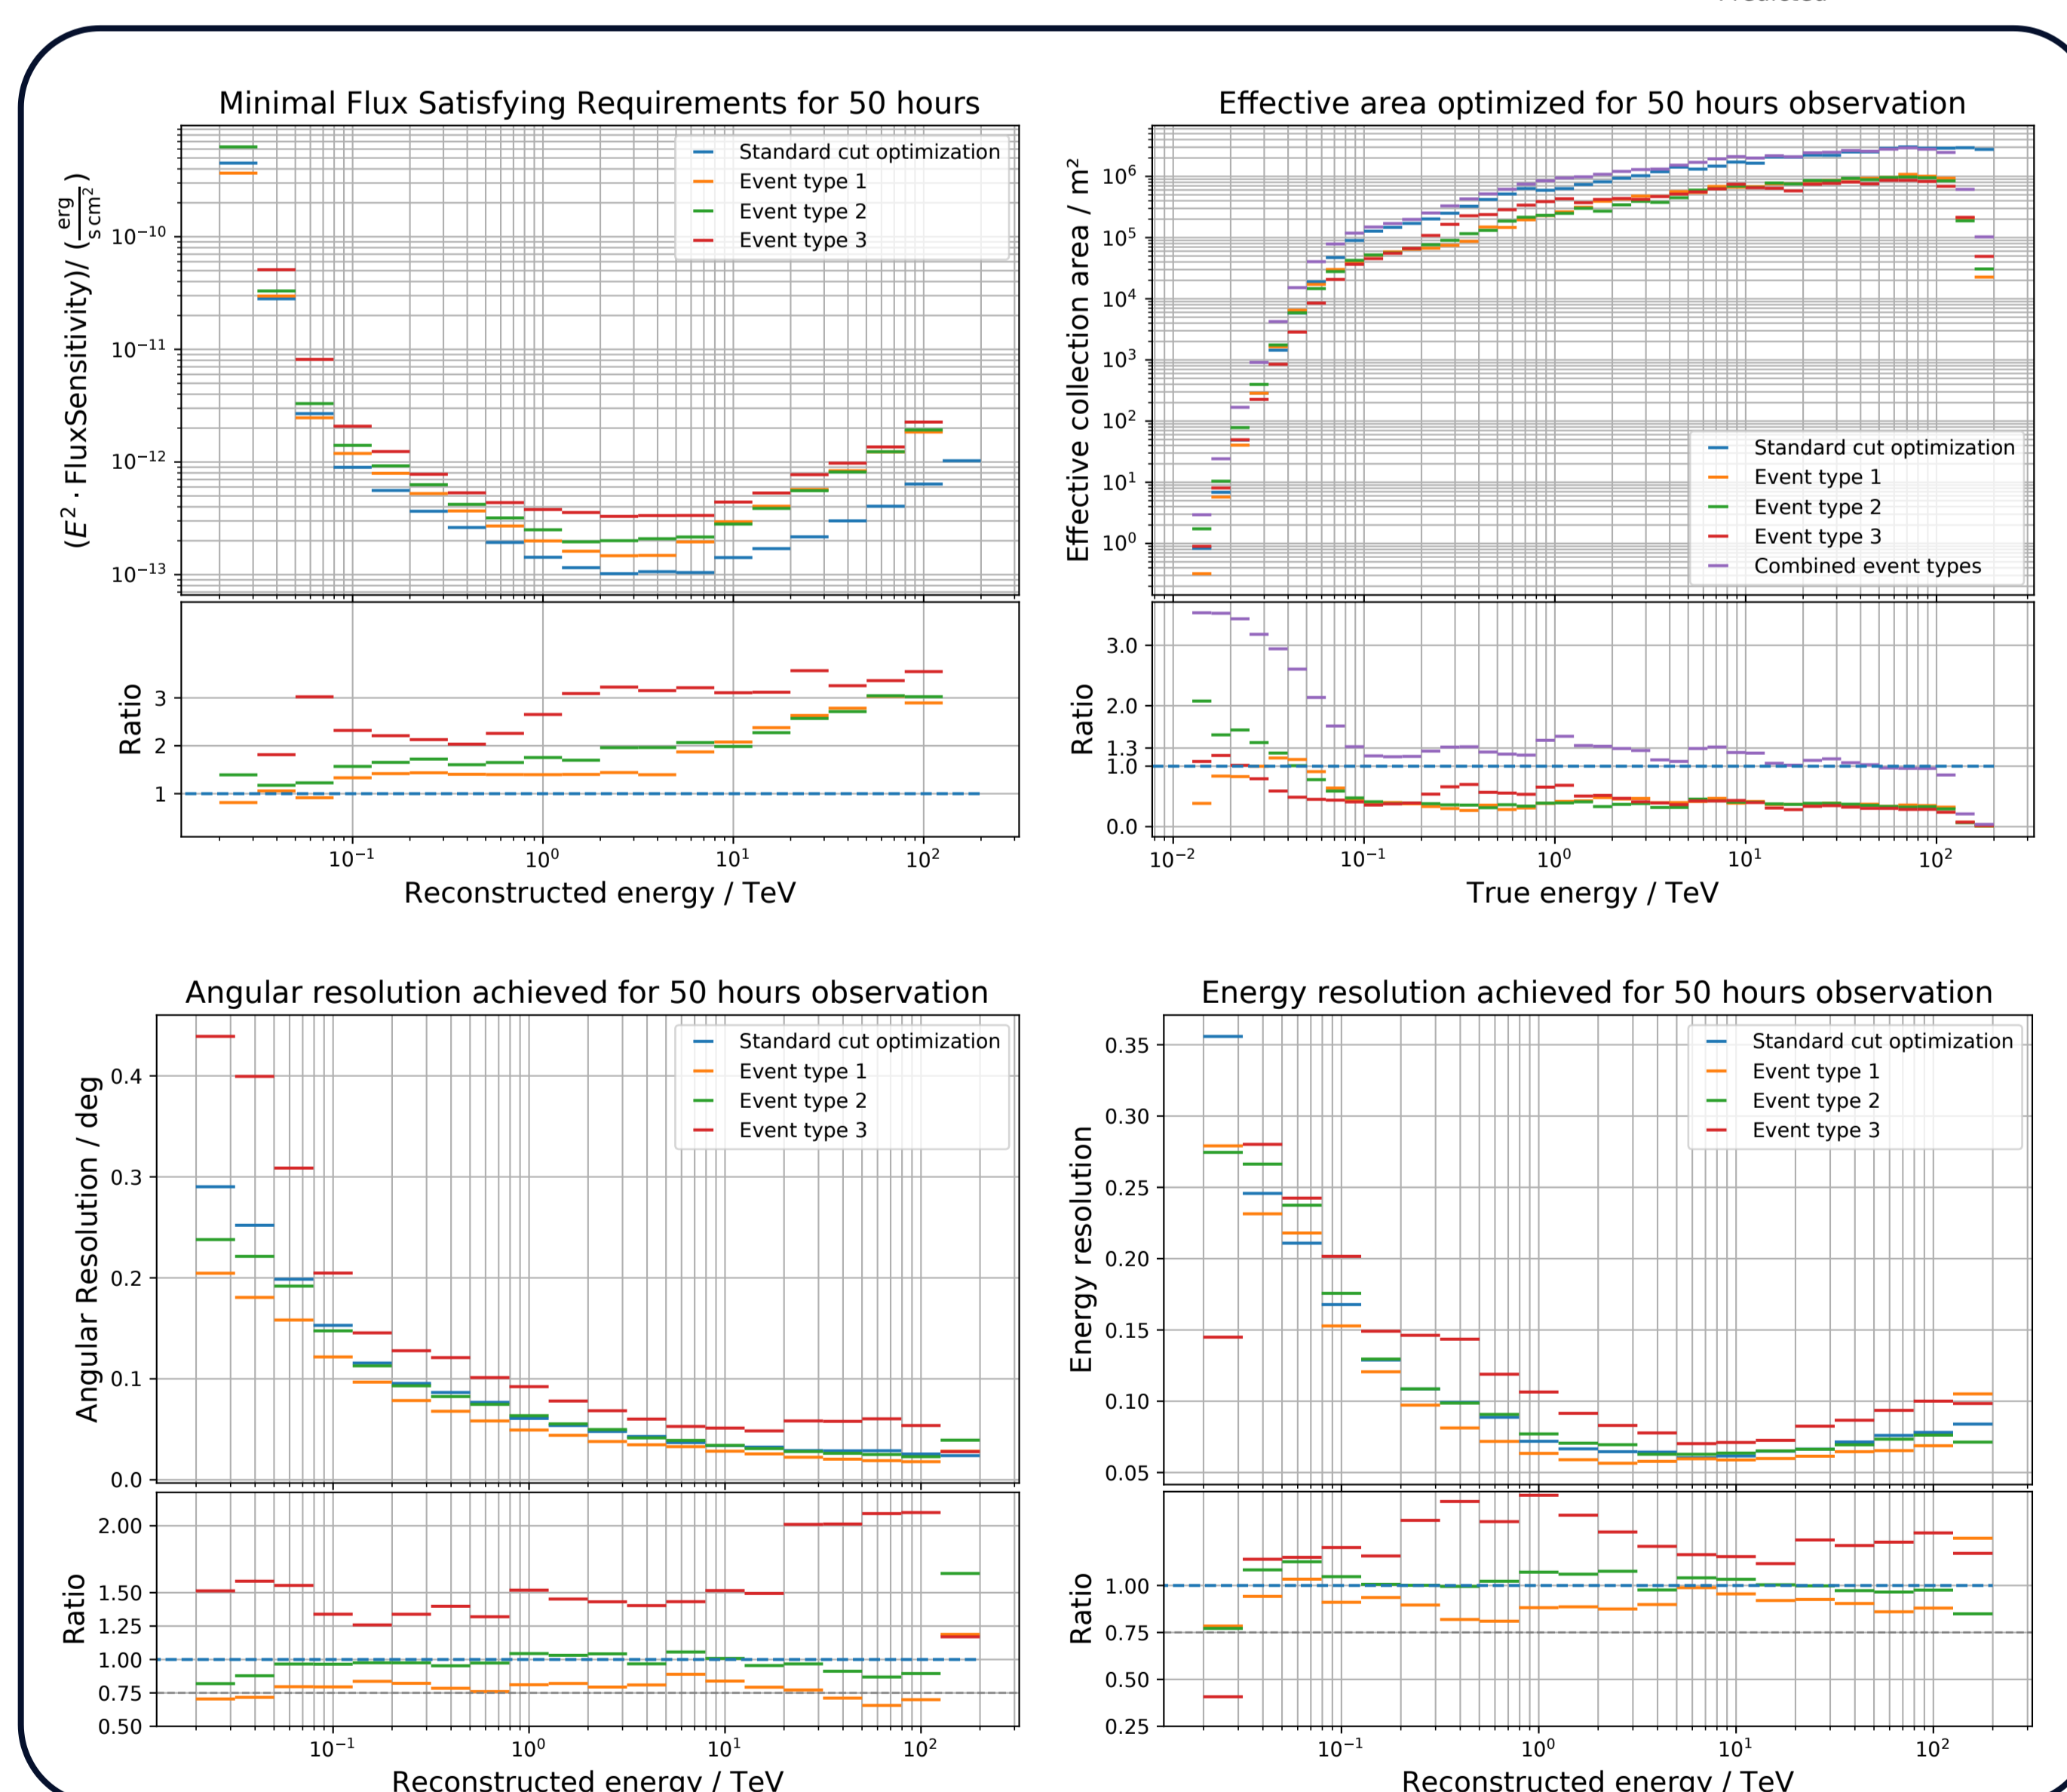 Minimal Flux Satisfying Requirements for 50 hours
(E² · FluxSensitivity)/ (erg / s cm²)
10⁻¹⁰
10⁻¹¹
10⁻¹²
10⁻¹³
Standard cut optimization
Event type 1
Event type 2
Event type 3
Ratio
3
2
1
10⁻¹ 10⁰ 10¹ 10²
Reconstructed energy / TeV
Effective area optimized for 50 hours observation
Effective collection area / m²
10⁶
10⁵
10⁴
10³
10²
10¹
10⁰
Standard cut optimization
Event type 1
Event type 2
Event type 3
Combined event types
Ratio
3.0
2.0
1.3
1.0
0.0
10⁻² 10⁻¹ 10⁰ 10¹ 10²
True energy / TeV
Angular resolution achieved for 50 hours observation
Angular Resolution / deg
0.4
0.3
0.2
0.1
0.0
Standard cut optimization
Event type 1
Event type 2
Event type 3
Ratio
2.00
1.50
1.25
1.00
0.75
0.50
10⁻¹ 10⁰ 10¹ 10²
Reconstructed energy / TeV
Energy resolution achieved for 50 hours observation
Energy resolution
0.35
0.30
0.25
0.20
0.15
0.10
0.05
Standard cut optimization
Event type 1
Event type 2
Event type 3
Ratio
1.00
0.75
0.50
0.25
10⁻¹ 10⁰ 10¹ 10²
Reconstructed energy / TeV